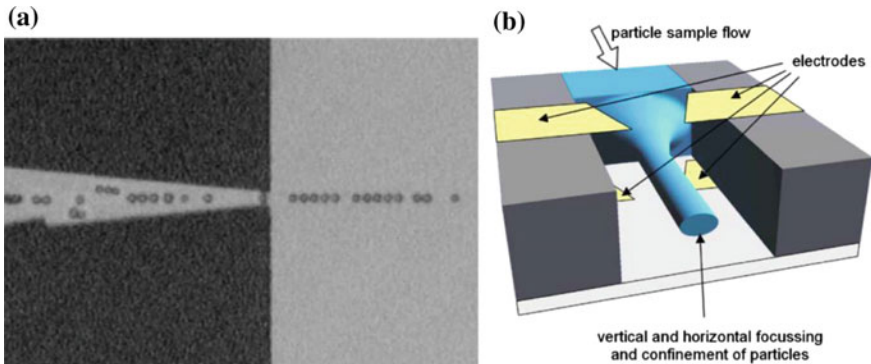 (a)
(b)
particle sample flow
electrodes
vertical and horizontal focussing
and confinement of particles